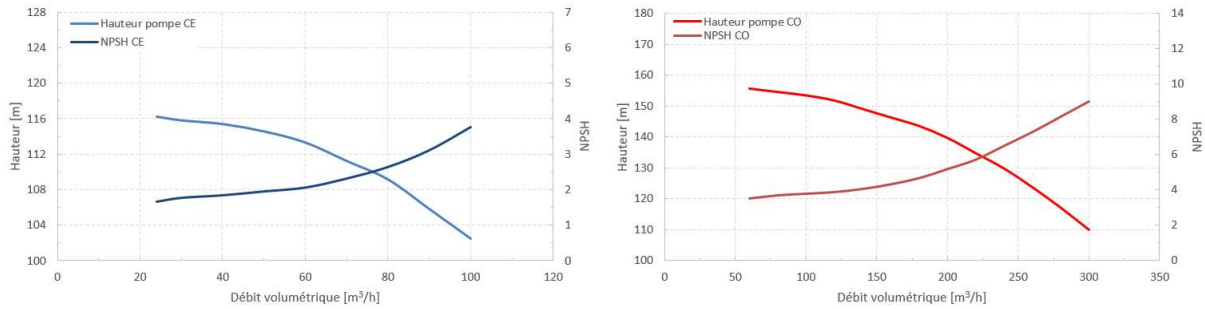 Hauteur pompe CE
NPSH CE
128
124
120
116
112
108
104
100
Hauteur [m]
7
6
5
4
3
2
1
0
NPSH
0 20 40 60 80 100 120
Débit volumétrique [m³/h]
Hauteur pompe CO
NPSH CO
180
170
160
150
140
130
120
110
100
Hauteur [m]
14
12
10
8
6
4
2
0
NPSH
0 50 100 150 200 250 300 350
Débit volumétrique [m³/h]